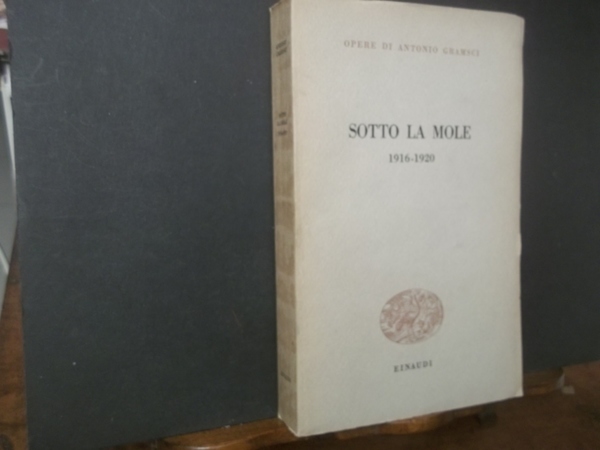 OPERE DI ANTONIO GRAMSCI
SOTTO LA MOLE
1916-1920
EINAUDI